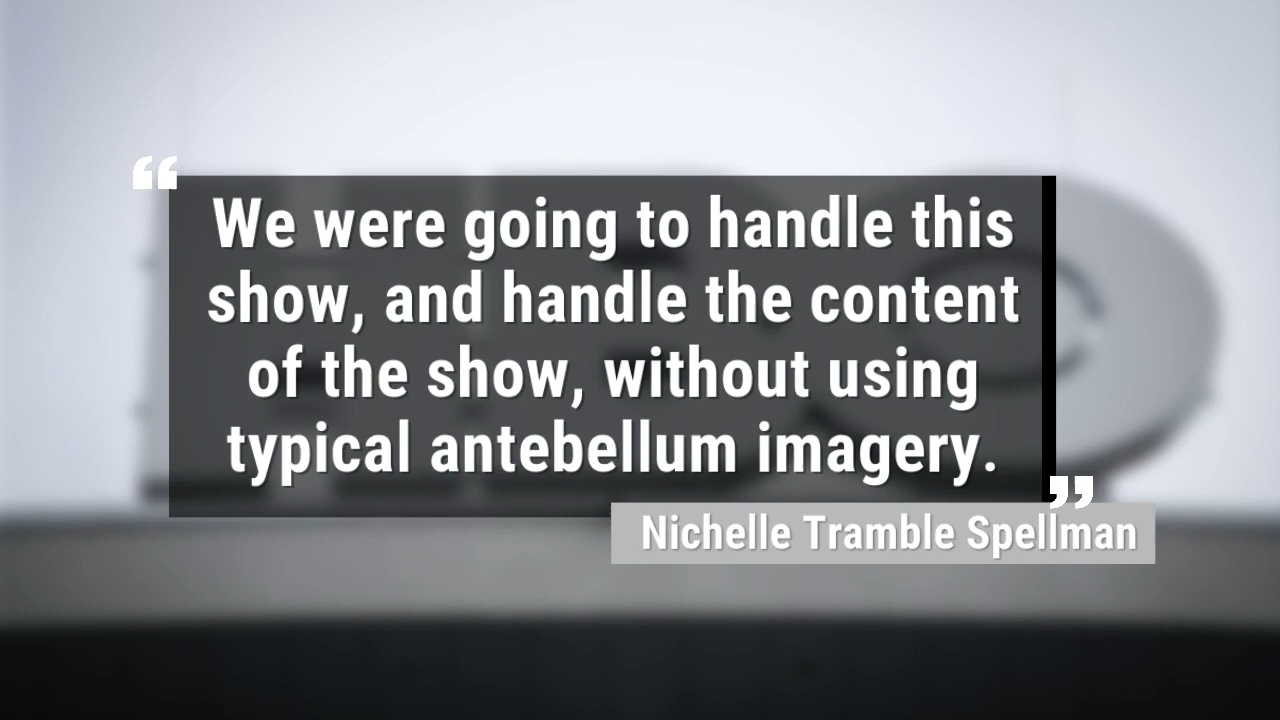 “
We were going to handle this
show, and handle the content
of the show, without using
typical antebellum imagery.
”
Nichelle Tramble Spellman